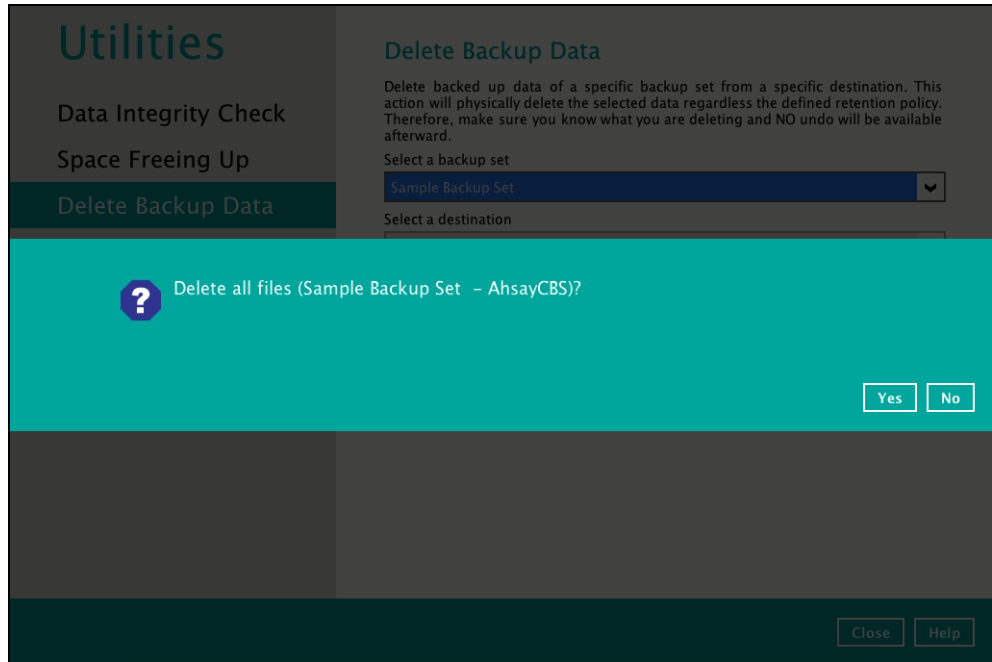 Utilities
Data Integrity Check
Space Freeing Up
Delete Backup Data
Delete Backup Data
Delete backed up data of a specific backup set from a specific destination. This
action will physically delete the selected data regardless the defined retention policy.
Therefore, make sure you know what you are deleting and NO undo will be available
afterward.
Select a backup set
Sample Backup Set
Select a destination
? Delete all files (Sample Backup Set – AhsayCBS)?
Yes No
Close Help